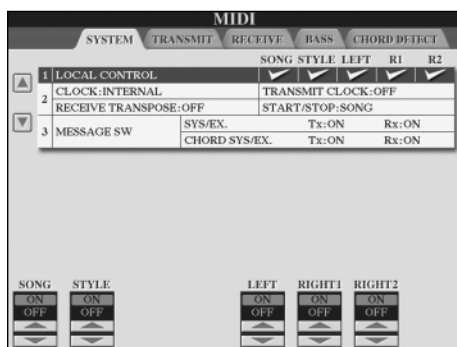 MIDI
SYSTEM TRANSMIT RECEIVE BASS CHORD DETECT
SONG STYLE LEFT R1 R2
1 LOCAL CONTROL
2 CLOCK:INTERNAL TRANSMIT CLOCK:OFF
RECEIVE TRANSPOSE:OFF START/STOP:SONG
3 MESSAGE SW SYS/EX. Tx:ON Rx:ON
CHORD SYS/EX. Tx:ON Rx:ON
SONG STYLE LEFT RIGHT1 RIGHT2
ON ON ON ON ON
OFF OFF OFF OFF OFF